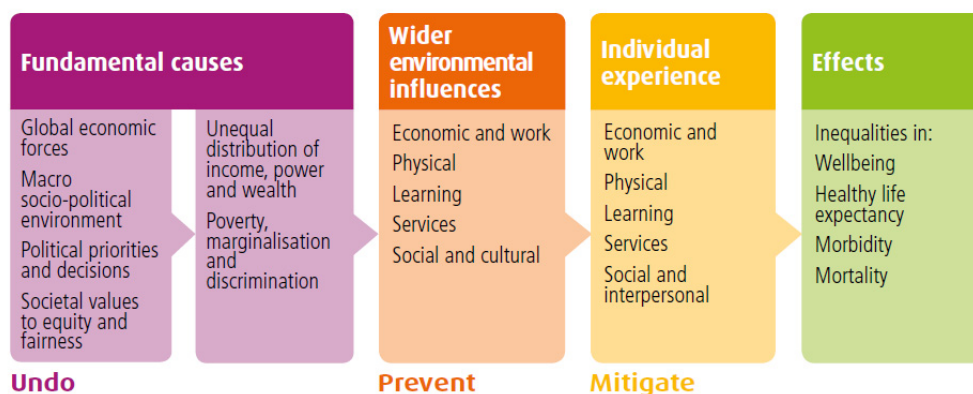 Fundamental causes
Global economic
forces
Macro
socio-political
environment
Political priorities
and decisions
Societal values
to equity and
fairness
Unequal
distribution of
income, power
and wealth
Poverty,
marginalisation
and
discrimination
Undo
Wider
environmental
influences
Economic and work
Physical
Learning
Services
Social and cultural
Prevent
Individual
experience
Economic and
work
Physical
Learning
Services
Social and
interpersonal
Mitigate
Effects
Inequalities in:
Wellbeing
Healthy life
expectancy
Morbidity
Mortality